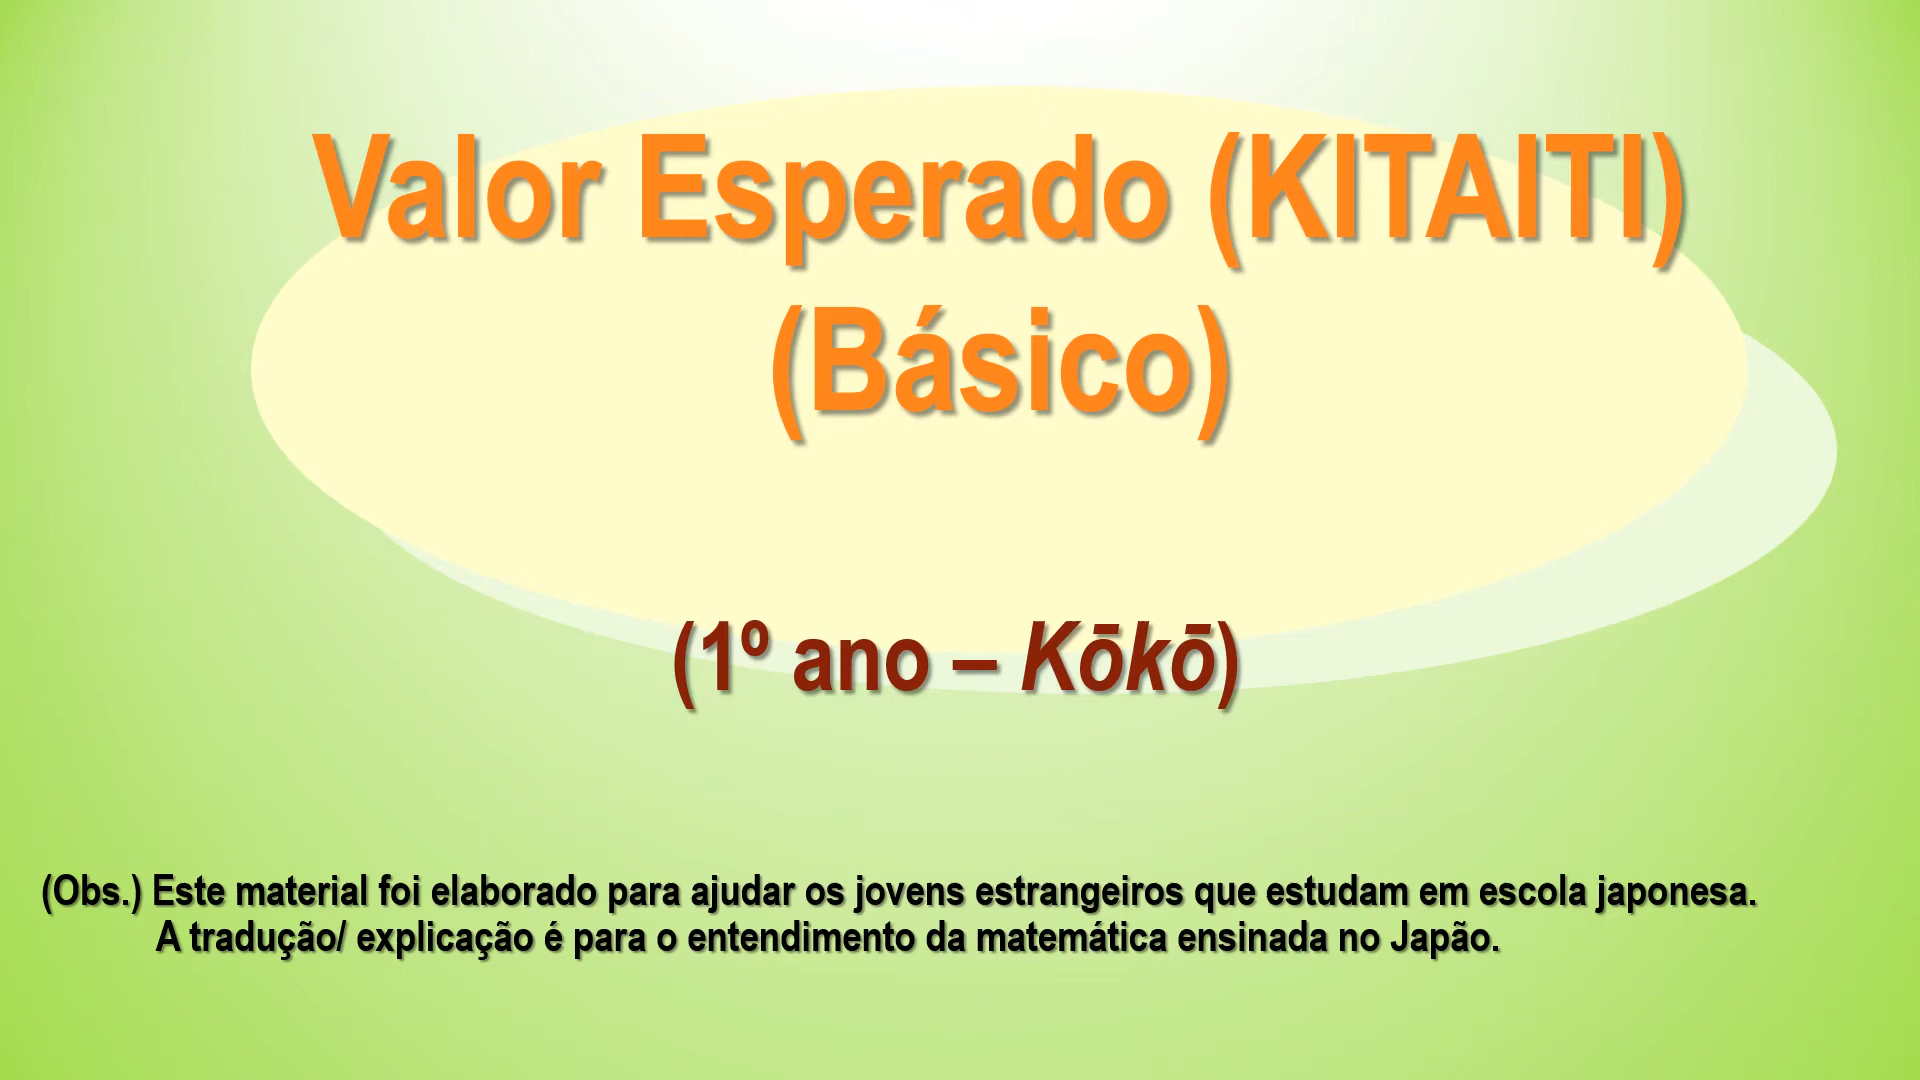 Valor Esperado (KITAITI)
(Básico)
(1º ano – Kōkō)
(Obs.) Este material foi elaborado para ajudar os jovens estrangeiros que estudam em escola japonesa.
A tradução/ explicação é para o entendimento da matemática ensinada no Japão.